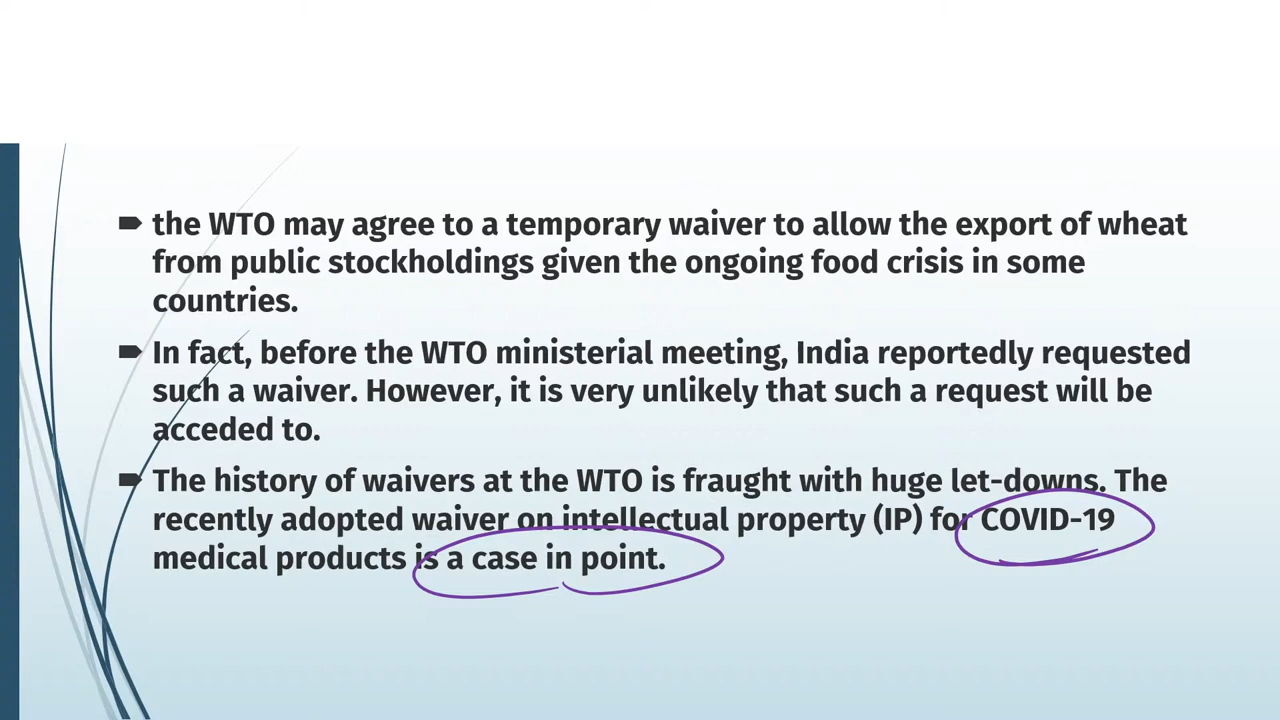 the WTO may agree to a temporary waiver to allow the export of wheat
from public stockholdings given the ongoing food crisis in some
countries.
In fact, before the WTO ministerial meeting, India reportedly requested
such a waiver. However, it is very unlikely that such a request will be
acceded to.
The history of waivers at the WTO is fraught with huge let-downs. The
recently adopted waiver on intellectual property (IP) for COVID-19
medical products is a case in point.